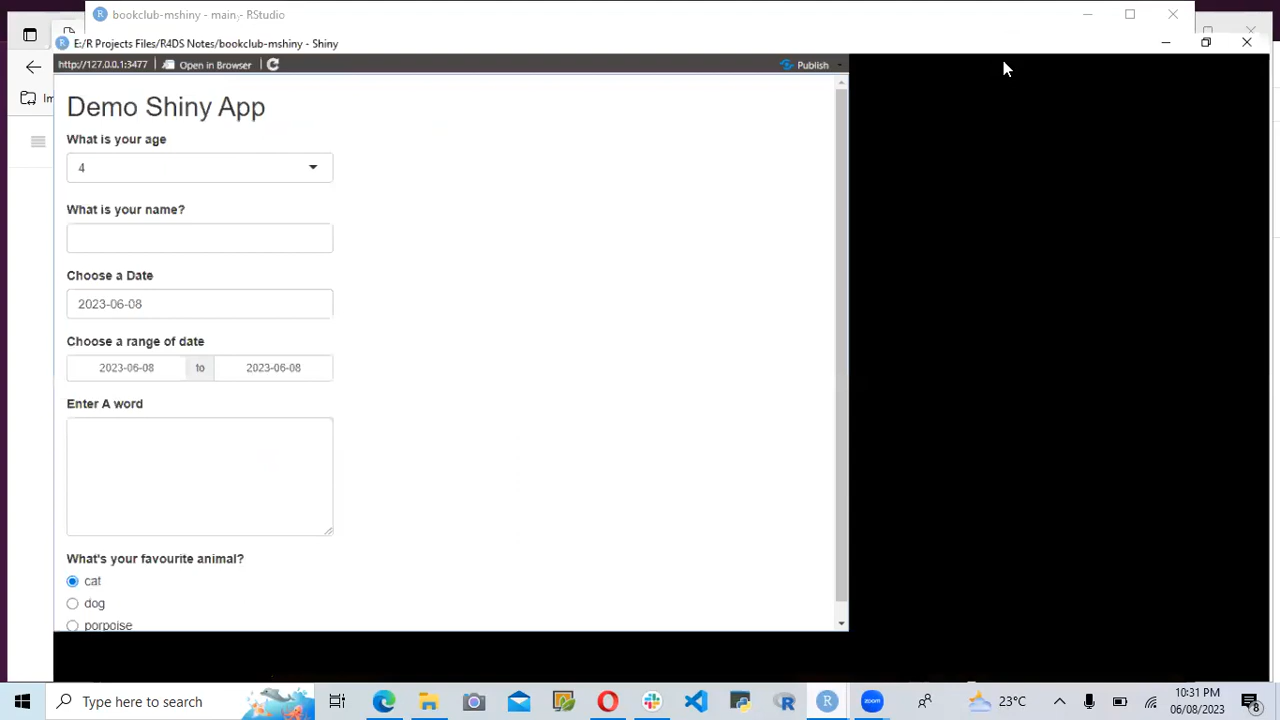 bookclub-mshiny - main - RStudio
E:/R Projects Files/R4DS Notes/bookclub-mshiny - Shiny
http://127.0.0.1:3477
Open in Browser
Publish
Im
Demo Shiny App
What is your age
4
What is your name?
Choose a Date
2023-06-08
Choose a range of date
2023-06-08 to 2023-06-08
Enter A word
What's your favourite animal?
cat
dog
porpoise
Type here to search
zoom
23°C
10:31 PM
06/08/2023
8